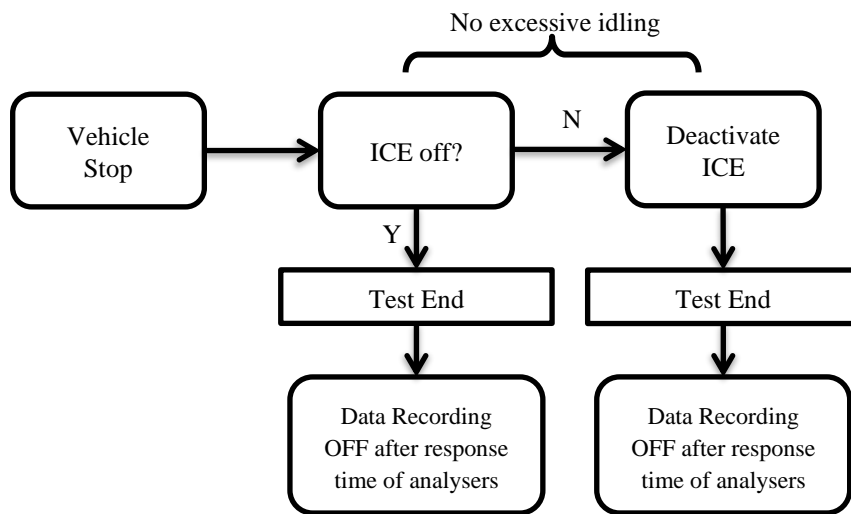 No excessive idling
Vehicle
Stop
ICE off?
N
Deactivate
ICE
Y
Test End
Test End
Data Recording
OFF after response
time of analysers
Data Recording
OFF after response
time of analysers